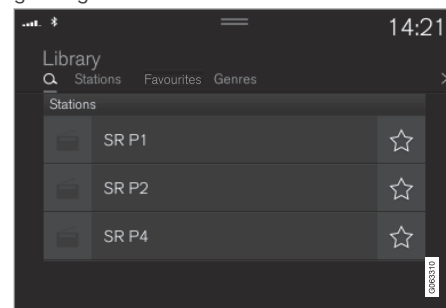 14:21
Library
Stations Favourites Genres
Stations
SR P1
SR P2
SR P4
G063310